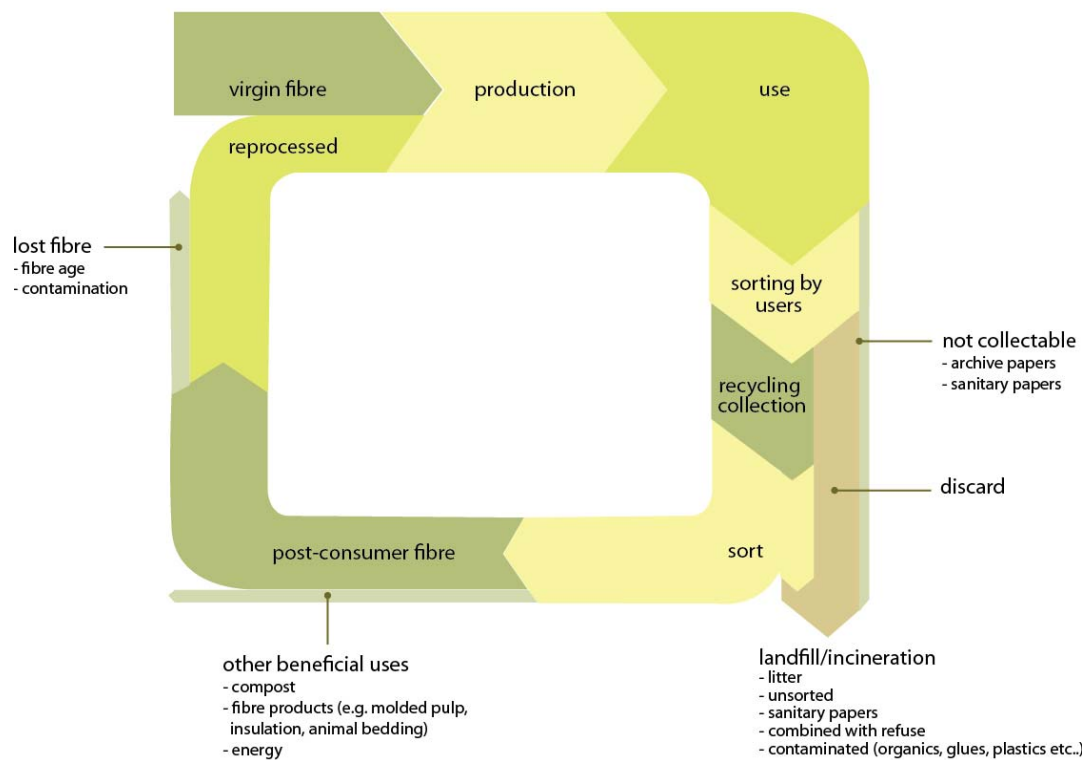 virgin fibre
production
use
reprocessed
lost fibre
- fibre age
- contamination
sorting by
users
not collectable
- archive papers
- sanitary papers
recycling
collection
discard
post-consumer fibre
sort
other beneficial uses
- compost
- fibre products (e.g. molded pulp,
insulation, animal bedding)
- energy
landfill/incineration
- litter
- unsorted
- sanitary papers
- combined with refuse
- contaminated (organics, glues, plastics etc..)